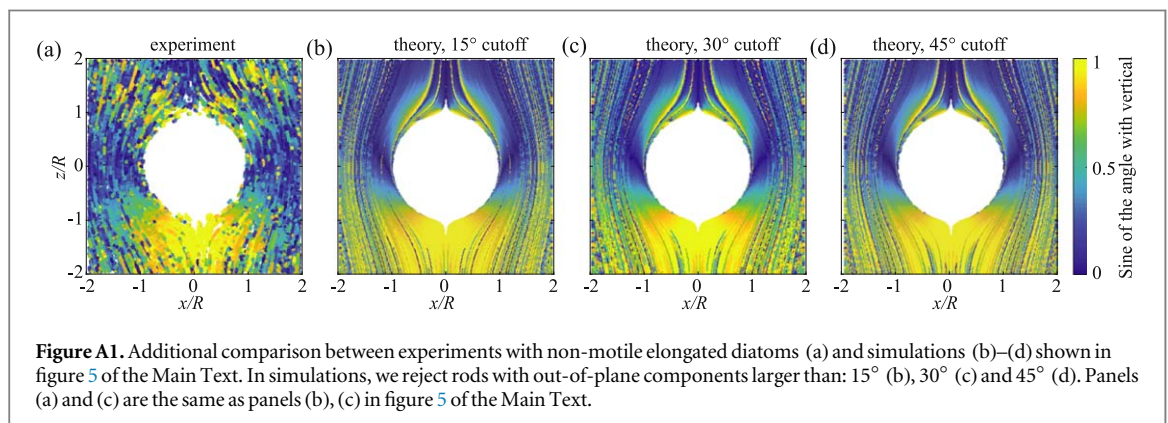 (a) experiment (b) theory, 15° cutoff (c) theory, 30° cutoff (d) theory, 45° cutoff
2 1
1
z/R 0 0.5 Sine of the angle with vertical
-1
-2 0
-2 -1 0 1 2 -2 -1 0 1 2 -2 -1 0 1 2 -2 -1 0 1 2
x/R x/R x/R x/R
Figure A1. Additional comparison between experiments with non-motile elongated diatoms (a) and simulations (b)–(d) shown in
figure 5 of the Main Text. In simulations, we reject rods with out-of-plane components larger than: 15° (b), 30° (c) and 45° (d). Panels
(a) and (c) are the same as panels (b), (c) in figure 5 of the Main Text.